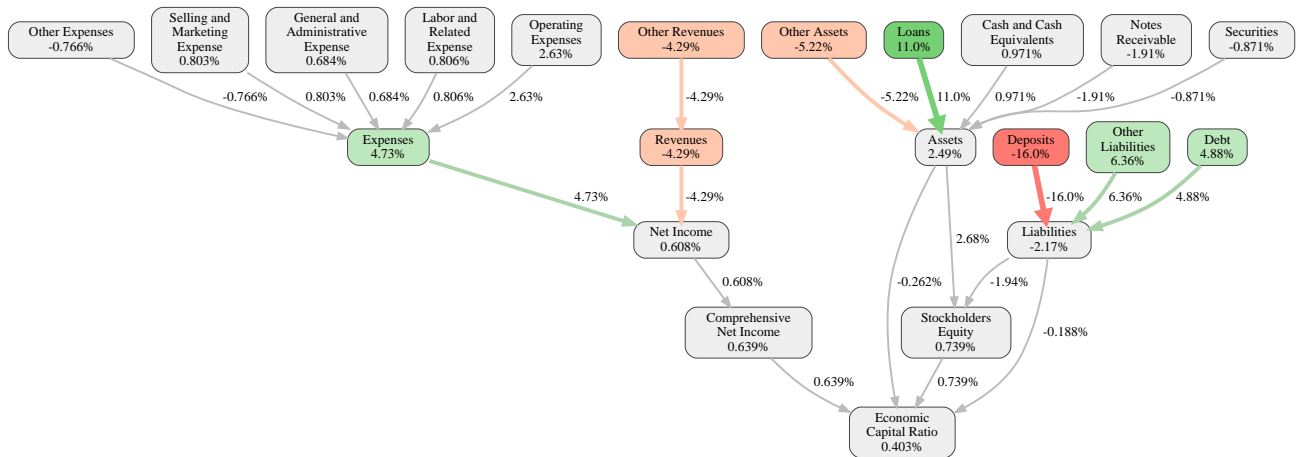 Other Expenses
-0.766%
Selling and
Marketing
Expense
0.803%
General and
Administrative
Expense
0.684%
Labor and
Related
Expense
0.806%
Operating
Expenses
2.63%
Other Revenues
-4.29%
Other Assets
-5.22%
Loans
11.0%
Cash and Cash
Equivalents
0.971%
Notes
Receivable
-1.91%
Securities
-0.871%
-0.766%
0.803%
0.684%
0.806%
2.63%
-4.29%
-5.22%
11.0%
0.971%
-1.91%
-0.871%
Expenses
4.73%
Revenues
-4.29%
Assets
2.49%
Deposits
-16.0%
Other
Liabilities
6.36%
Debt
4.88%
4.73%
-4.29%
-16.0%
6.36%
4.88%
Net Income
0.608%
2.68%
Liabilities
-2.17%
0.608%
-0.262%
-1.94%
Comprehensive
Net Income
0.639%
Stockholders
Equity
0.739%
-0.188%
0.639%
0.739%
Economic
Capital Ratio
0.403%